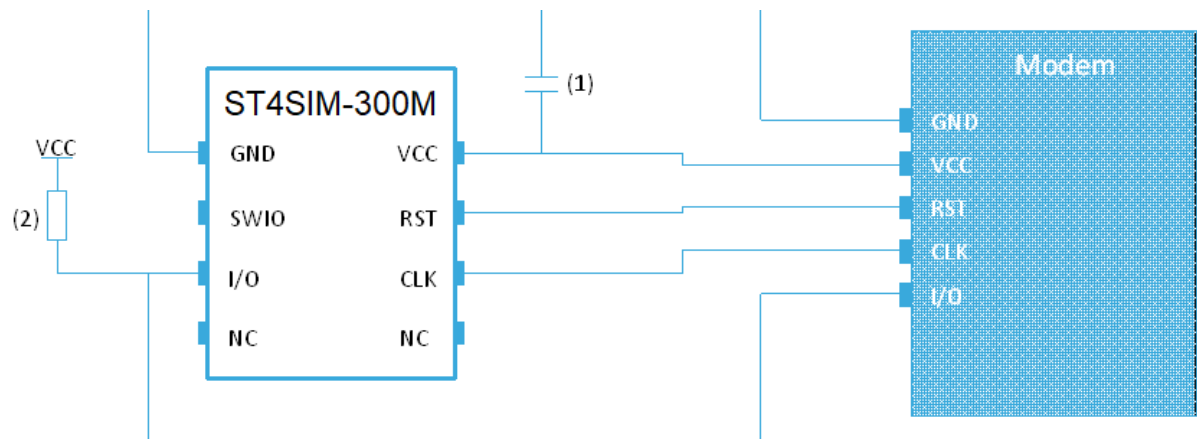 ST4SIM-300M
GND
SWIO
I/O
NC
VCC
RST
CLK
NC
VCC
(2)
(1)
Modem
GND
VCC
RST
CLK
I/O